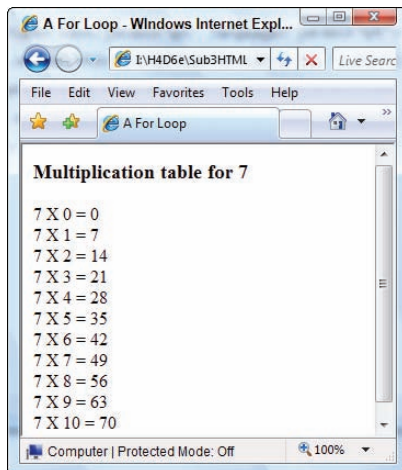 A For Loop - WIndows Internet Expl...
I:\H4D6e\Sub3HTML
Live Searc
File Edit View Favorites Tools Help
A For Loop
Multiplication table for 7
7 X 0 = 0
7 X 1 = 7
7 X 2 = 14
7 X 3 = 21
7 X 4 = 28
7 X 5 = 35
7 X 6 = 42
7 X 7 = 49
7 X 8 = 56
7 X 9 = 63
7 X 10 = 70
Computer | Protected Mode: Off 100%